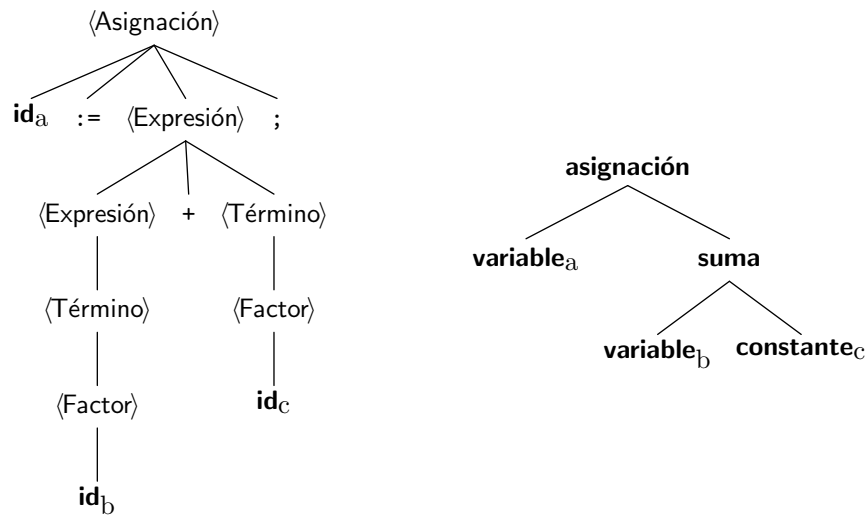 ⟨Asignación⟩
id_a := ⟨Expresión⟩ ;
⟨Expresión⟩ + ⟨Término⟩
⟨Término⟩ ⟨Factor⟩
⟨Factor⟩ id_c
id_b
asignación
variable_a suma
variable_b constante_c